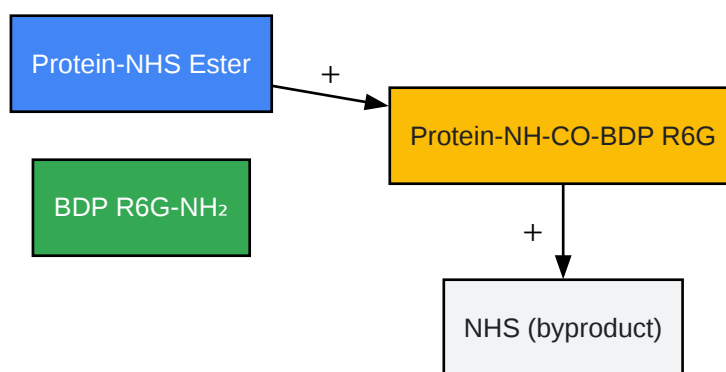 Protein-NHS Ester
+
Protein-NH-CO-BDP R6G
BDP R6G-NH₂
+
NHS (byproduct)